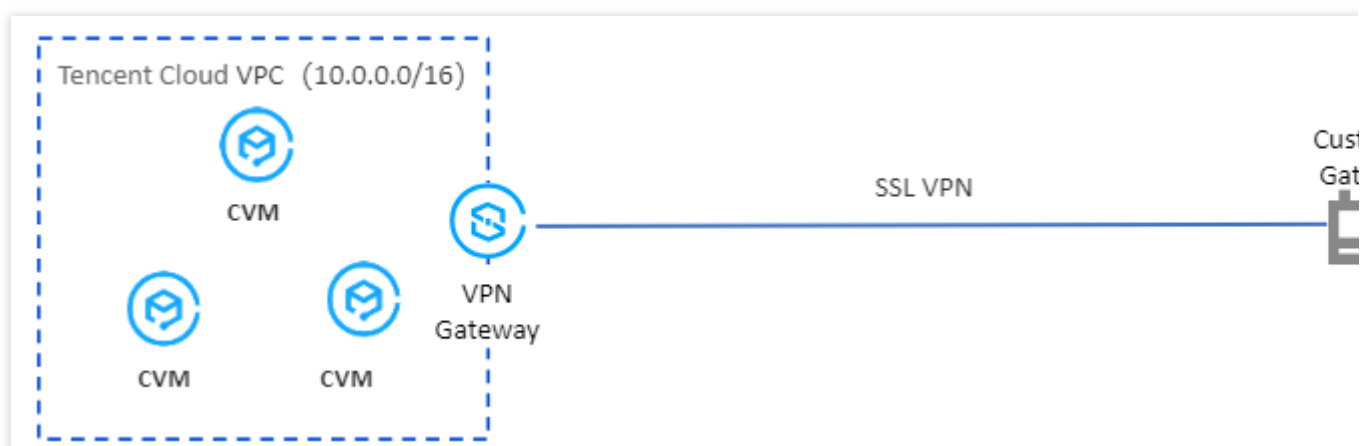 Tencent Cloud VPC (10.0.0.0/16)
CVM
SSL VPN
VPN
Gateway
CVM
CVM